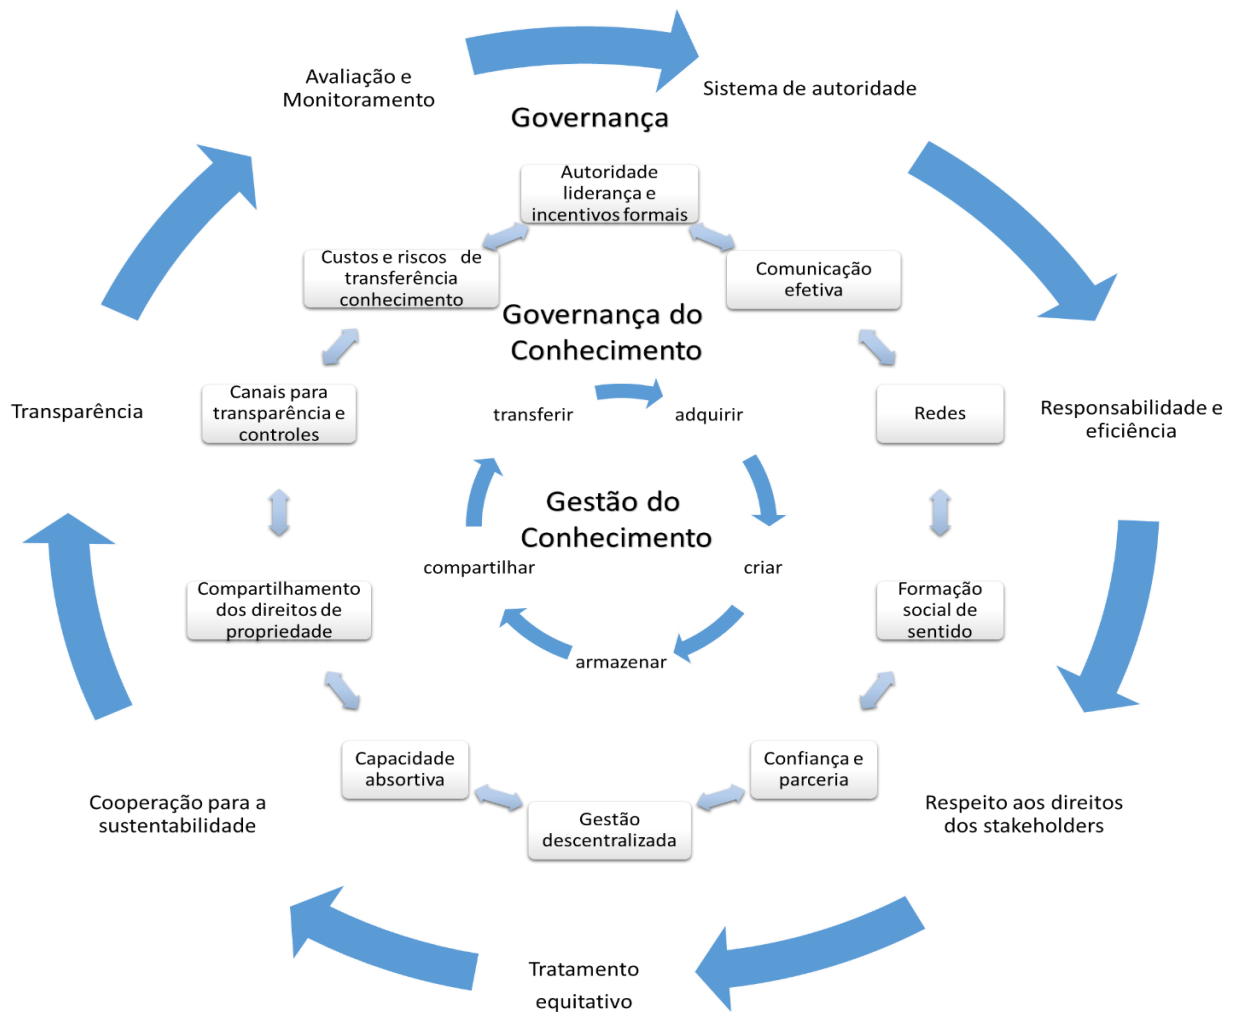 Avaliação e
Monitoramento
Sistema de autoridade
Governança
Autoridade
liderança e
incentivos formais
Custos e riscos de
transferência
conhecimento
Comunicação
efetiva
Governança do
Conhecimento
Transparência
Canais para
transparência e
controles
transferir
adquirir
Redes
Responsabilidade e
eficiência
Gestão do
Conhecimento
compartilhar
criar
Compartilhamento
dos direitos de
propriedade
Formação
social de
sentido
armazenar
Capacidade
absortiva
Confiança e
parceria
Cooperação para a
sustentabilidade
Gestão
descentralizada
Respeito aos direitos
dos stakeholders
Tratamento
equitativo